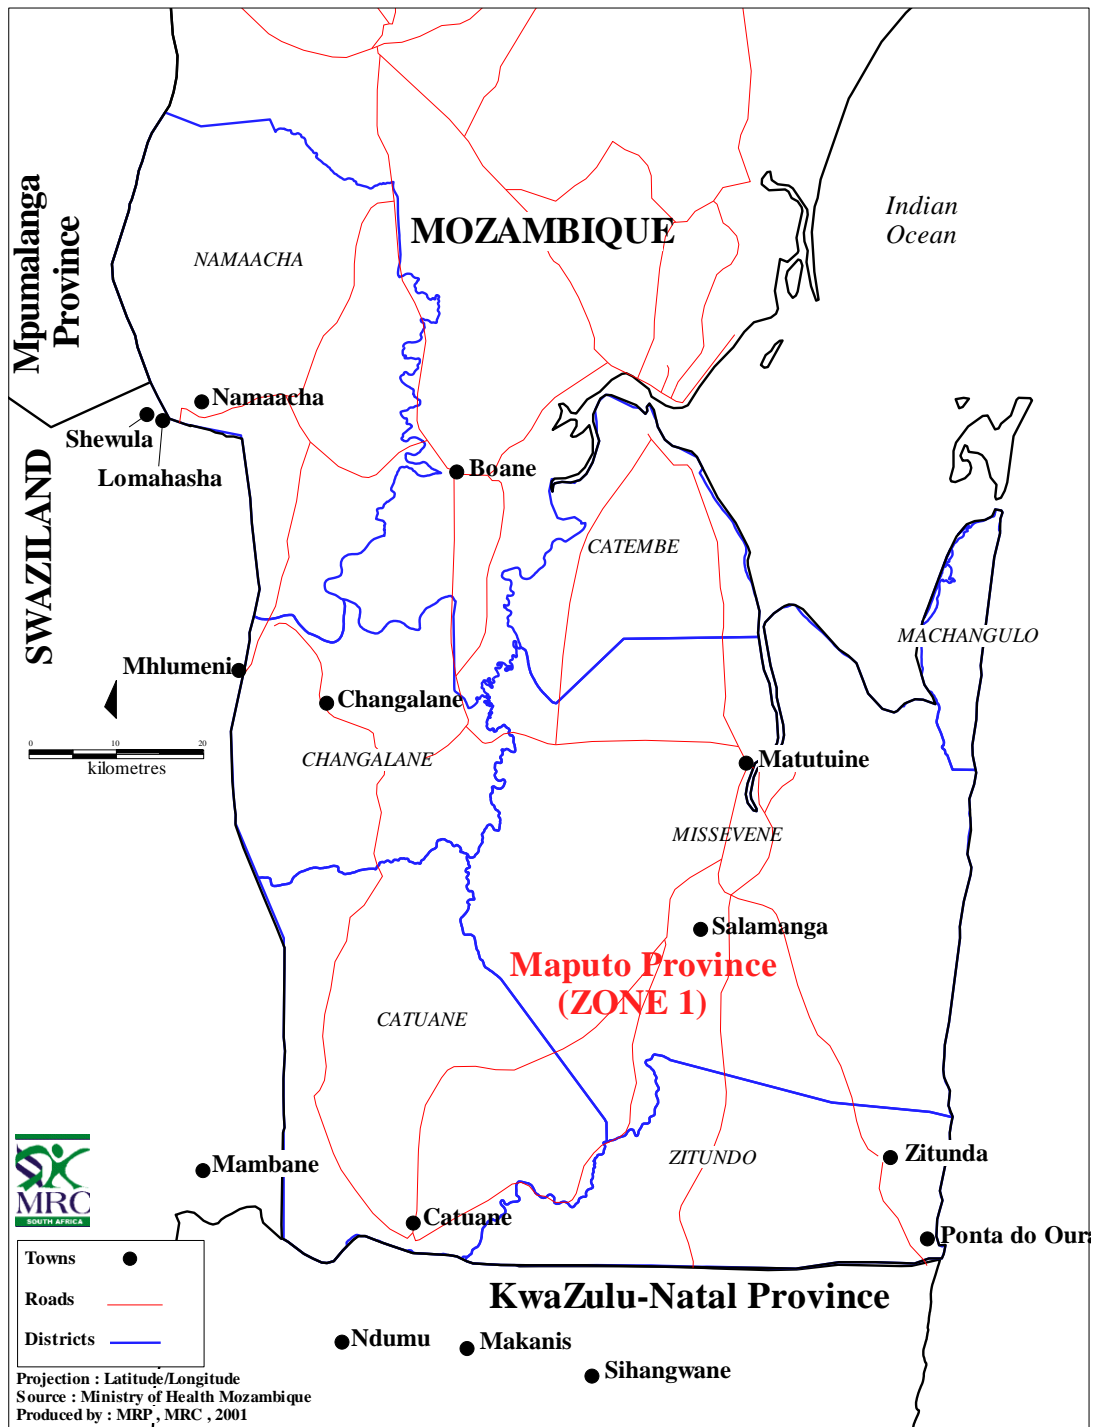 Indian
Ocean
MOZAMBIQUE
Mpumalanga
Province
NAMAACHA
Namaacha
Shewula
Lomahasha
Boane
SWAZILAND
CATEMBE
MACHANGULO
Mhlumeni
Changalane
0 10 20
kilometres
CHANGALANE
Matutuine
MISSEVENE
Salamanga
Maputo Province
(ZONE 1)
CATUANE
ZITUNDO
Zitunda
Mambane
MRC
SOUTH AFRICA
Catuane
Ponta do Our
Towns
Roads
Districts
KwaZulu-Natal Province
Ndumu
Makanis
Sihangwane
Projection : Latitude/Longitude
Source : Ministry of Health Mozambique
Produced by : MRP , MRC , 2001